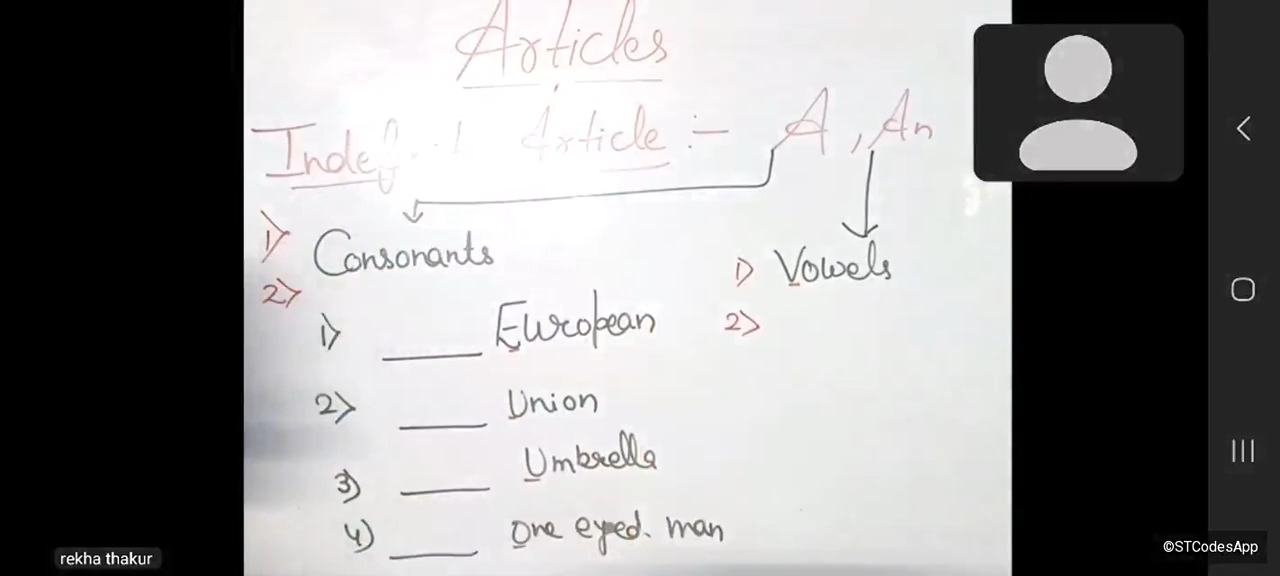 Articles
Article :- A, An
1) Consonants
2)
1) ____ European
2) ____ Union
3) ____ Umbrella
4) ____ One eyed. man
1) Vowels
2)
rekha thakur
©STCodesApp